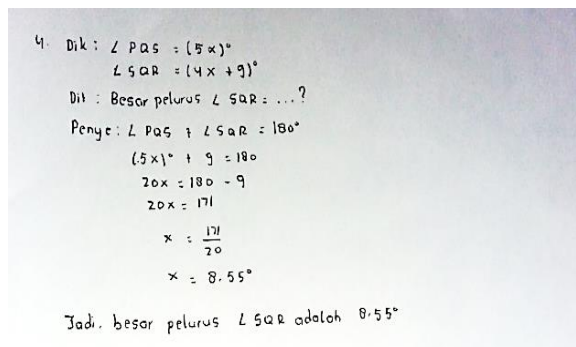 4. Dik : ∠ PQS = (5x)°
∠ SQR = (4x + 9)°
Dit : Besar pelurus ∠ SQR = ...?
Penye : ∠ PQS + ∠ SQR = 180°
(5x)° + 9 = 180
20x = 180 - 9
20x = 171
x = 171/20
x = 8.55°
Jadi. besar pelurus ∠ SQR adalah 8.55°